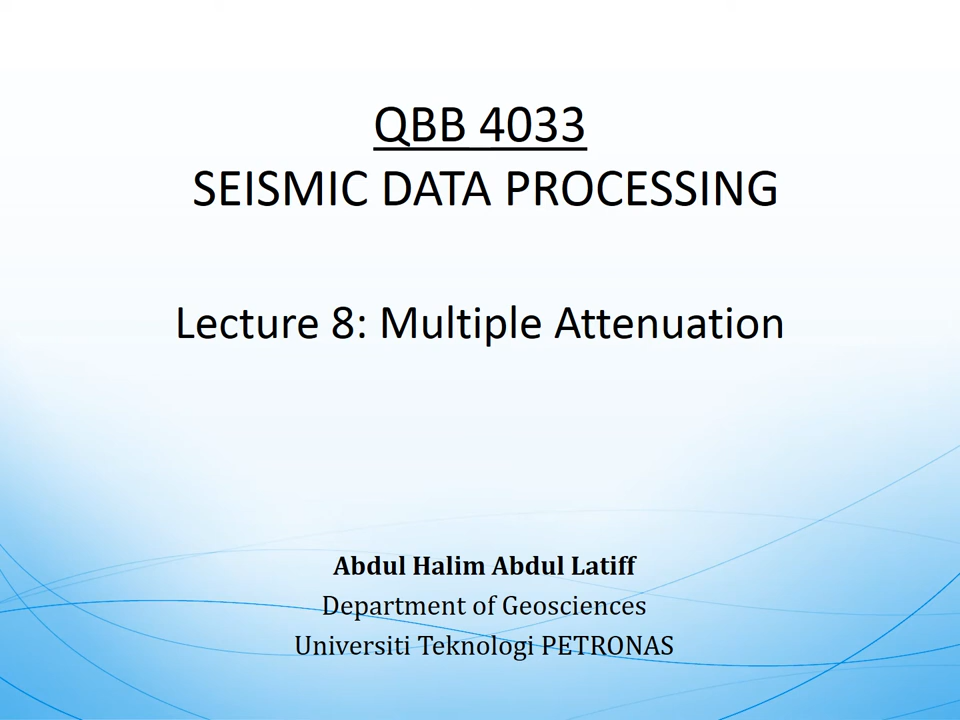 QBB 4033
SEISMIC DATA PROCESSING
Lecture 8: Multiple Attenuation
Abdul Halim Abdul Latiff
Department of Geosciences
Universiti Teknologi PETRONAS